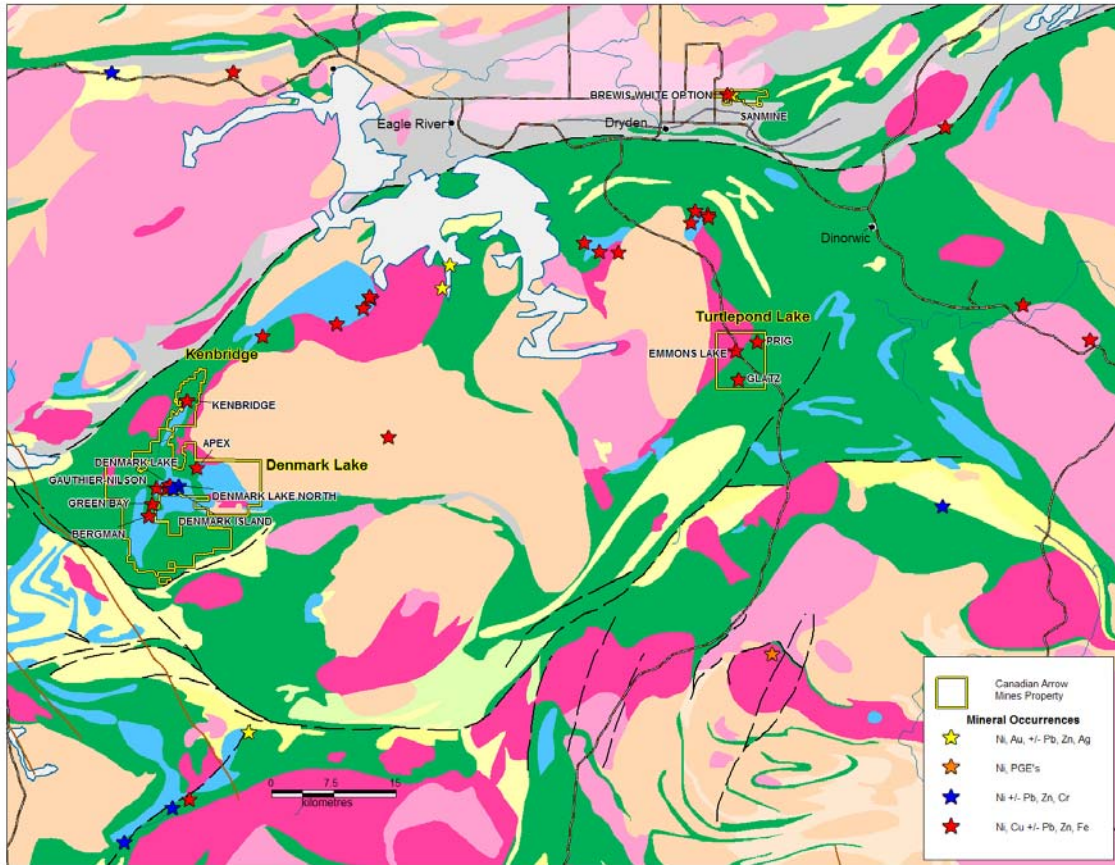 BREWIS-WHITE OPTION
SANMINE
Eagle River
Dryden
Dinorwic
Turtlepond Lake
PRIG
EMMONS LAKE
GLATZ
Kenbridge
KENBRIDGE
APEX
DENMARK LAKE
Denmark Lake
GAUTHIER-NILSON
DENMARK LAKE NORTH
GREEN BAY
DENMARK ISLAND
BERGMAN
0 7.5 15
kilometres
Canadian Arrow
Mines Property
Mineral Occurrences
Ni, Au, +/- Pb, Zn, Ag
Ni, PGE's
Ni +/- Pb, Zn, Cr
Ni, Cu +/- Pb, Zn, Fe